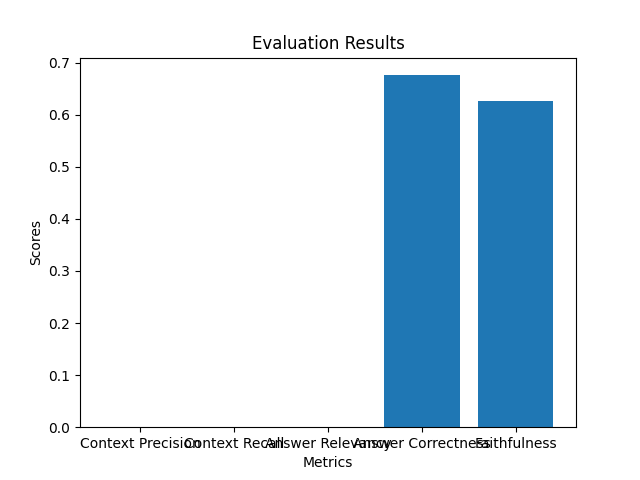 Evaluation Results
0.7
0.6
0.5
0.4
0.3
0.2
0.1
0.0
Scores
Context Precision Context Recall Answer Relevancy Answer Correctness Faithfulness
Metrics